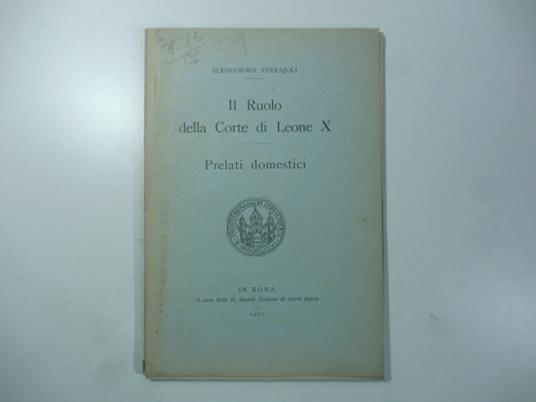 ALESSANDRO FERRAJOLI
Il Ruolo
della Corte di Leone X
Prelati domestici
IN ROMA
A cura della R. Società Romana di storia patria